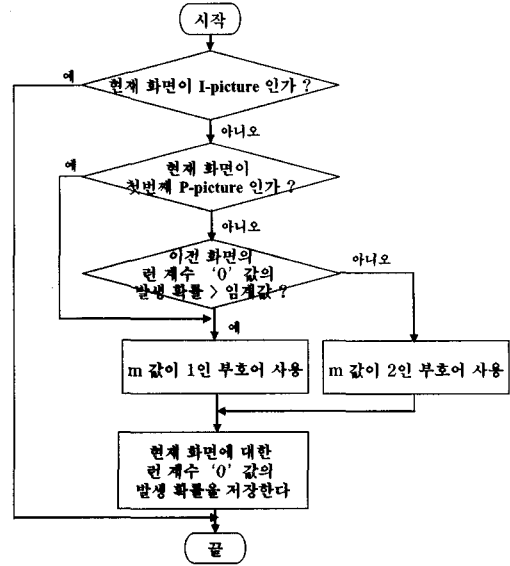 시작
예
현재 화면이 I-picture 인가 ?
아니오
예
현재 화면이
첫번째 P-picture 인가 ?
아니오
이전 화면의
런 계수 '0' 값의
발생 확률 > 임계값 ?
아니오
예
m 값이 1인 부호어 사용
m 값이 2인 부호어 사용
현재 화면에 대한
런 계수 '0' 값의
발생 확률을 저장한다
끝